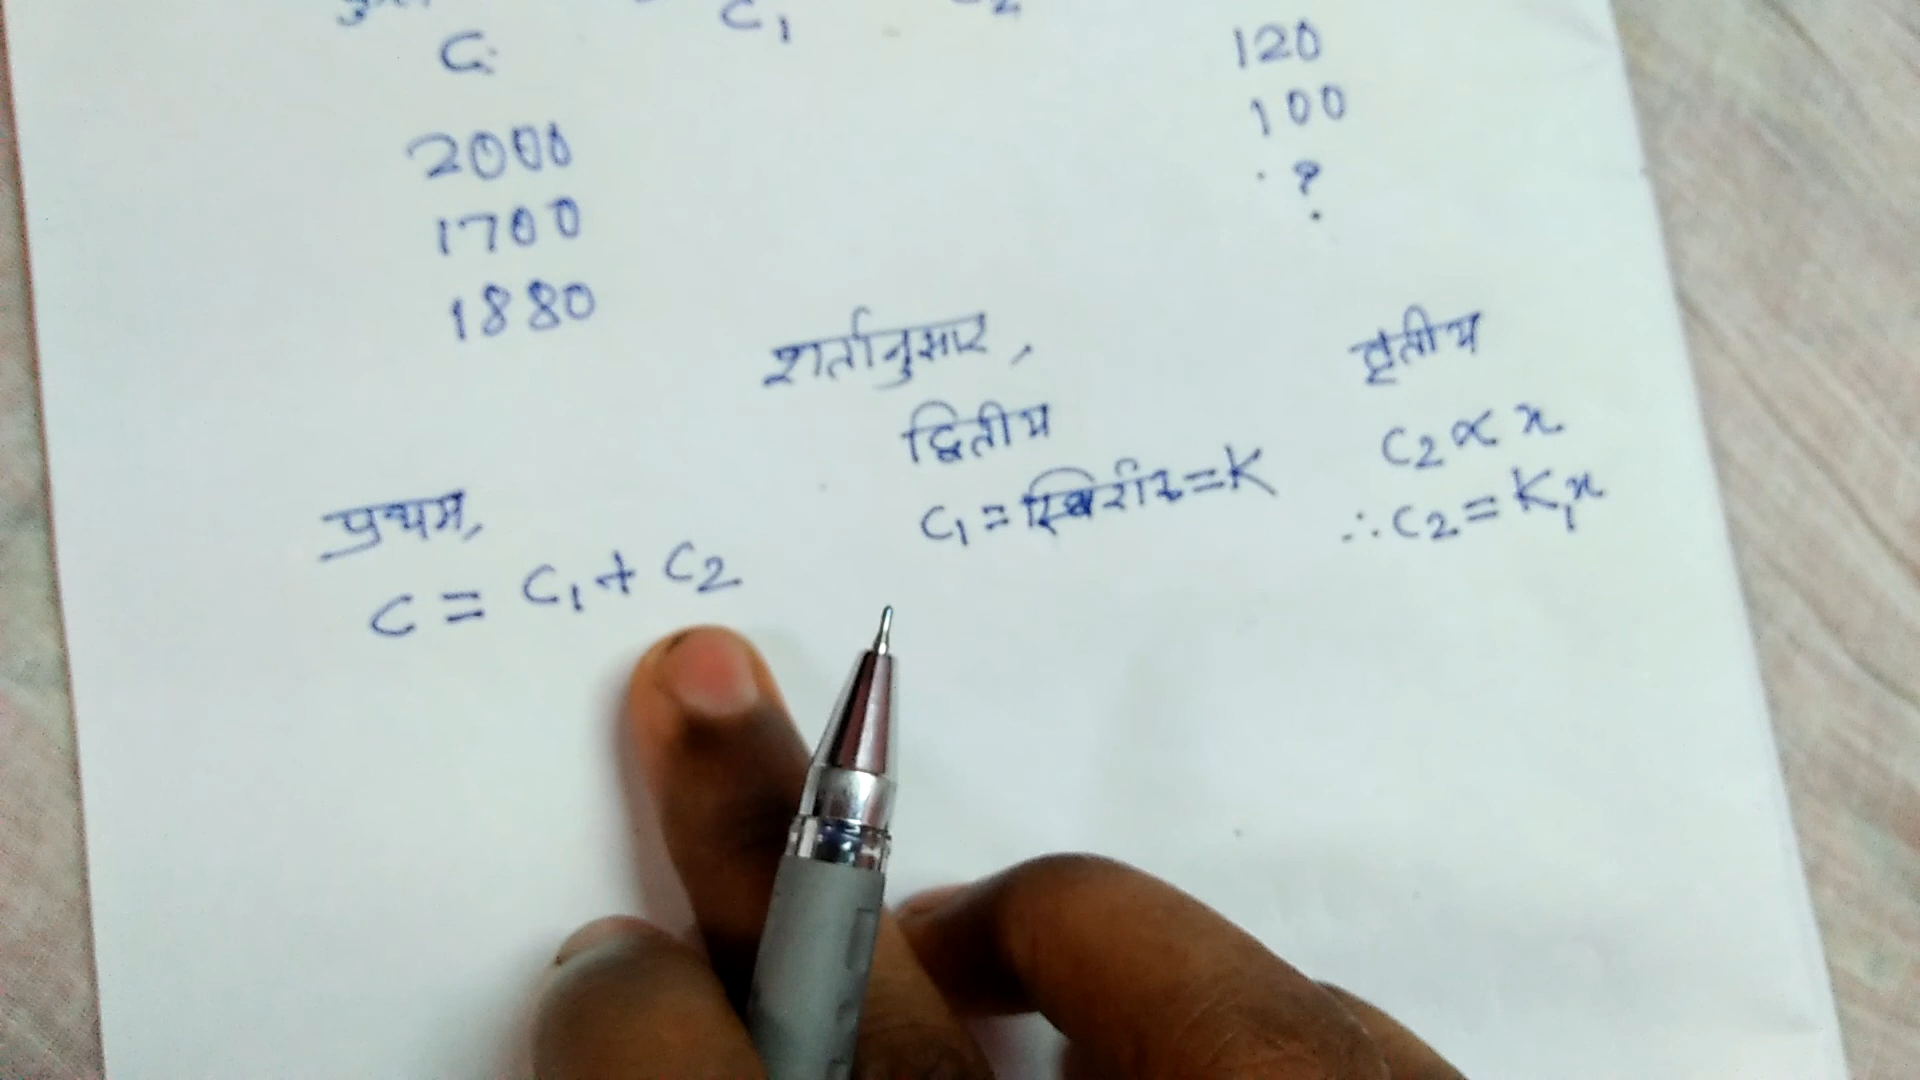 C₁
C
120
2000
100
1700
?
1880
शर्तानुसार,
प्रथम,
द्वितीय
तृतीय
C = C₁ + C₂
C₁ = स्थिरांक = K
C₂ ∝ x
∴ C₂ = K₁x